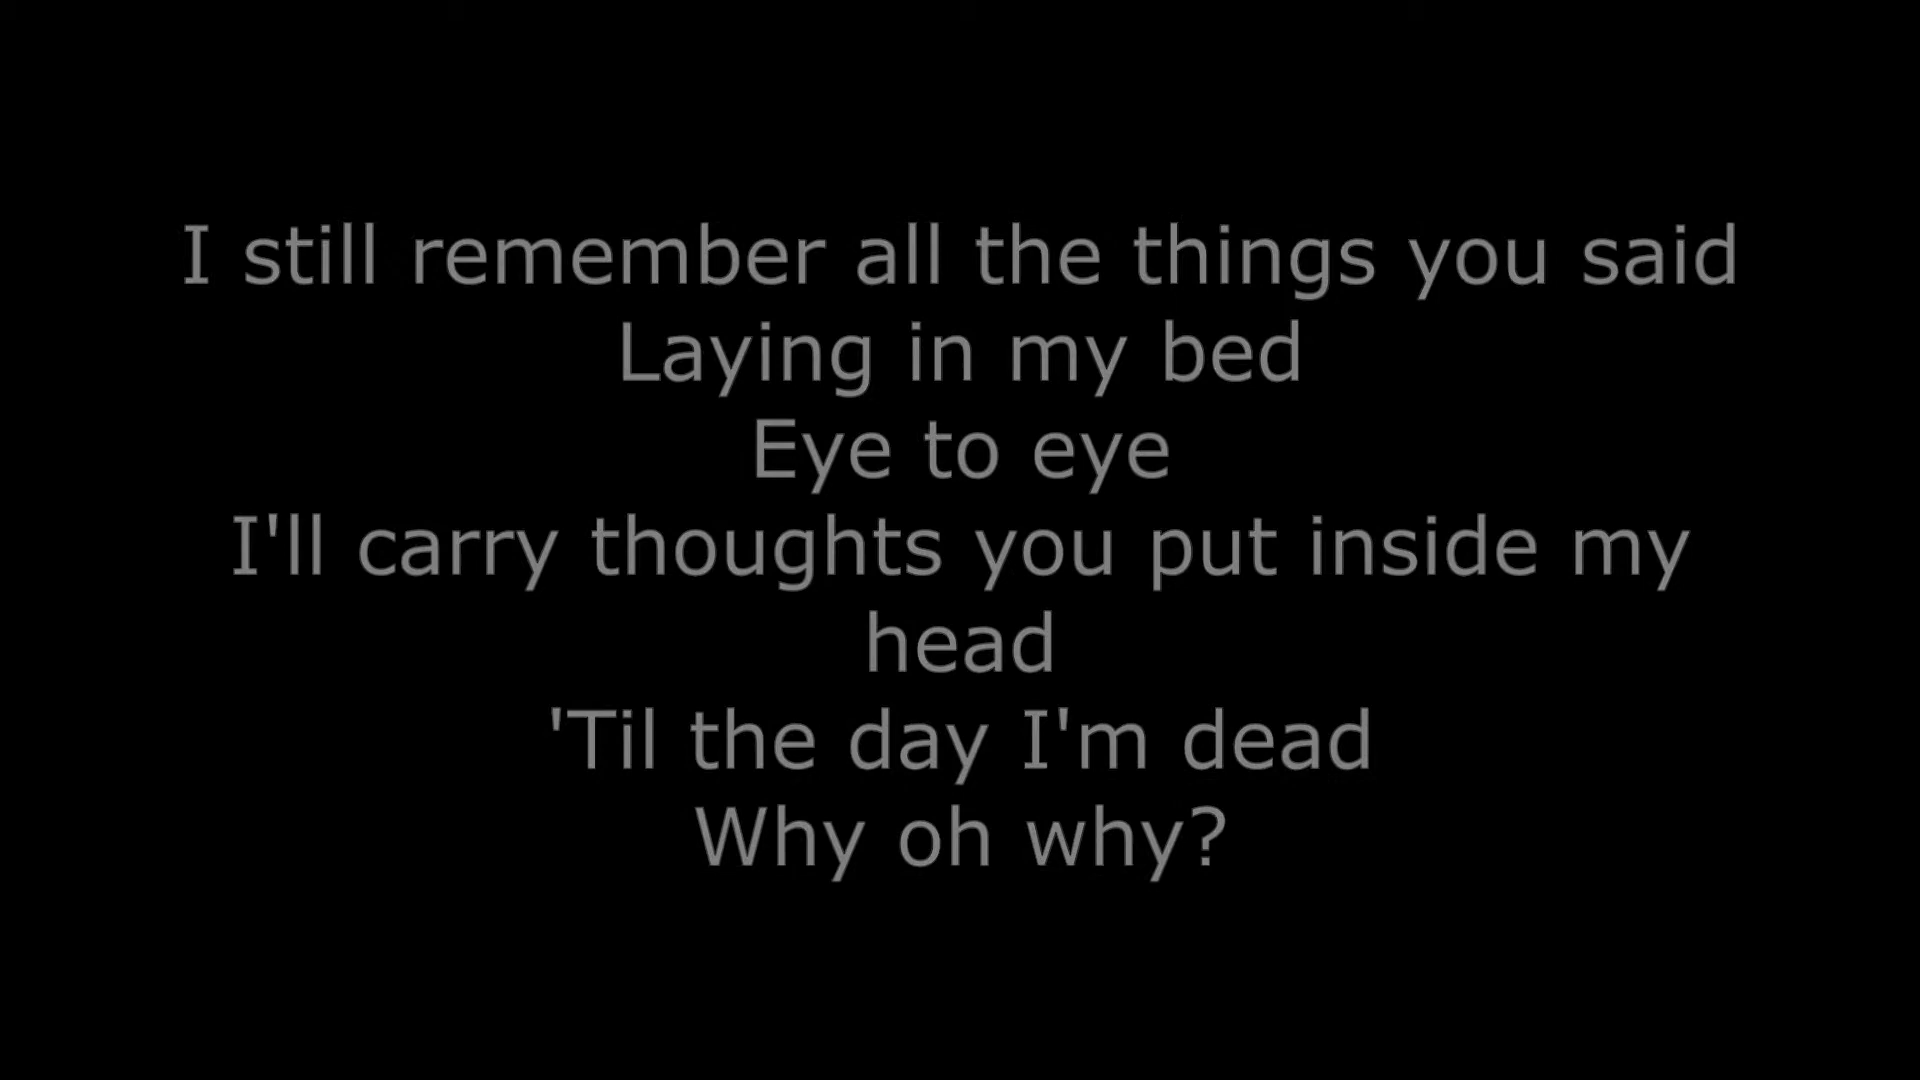 I still remember all the things you said
Laying in my bed
Eye to eye
I'll carry thoughts you put inside my
head
'Til the day I'm dead
Why oh why?